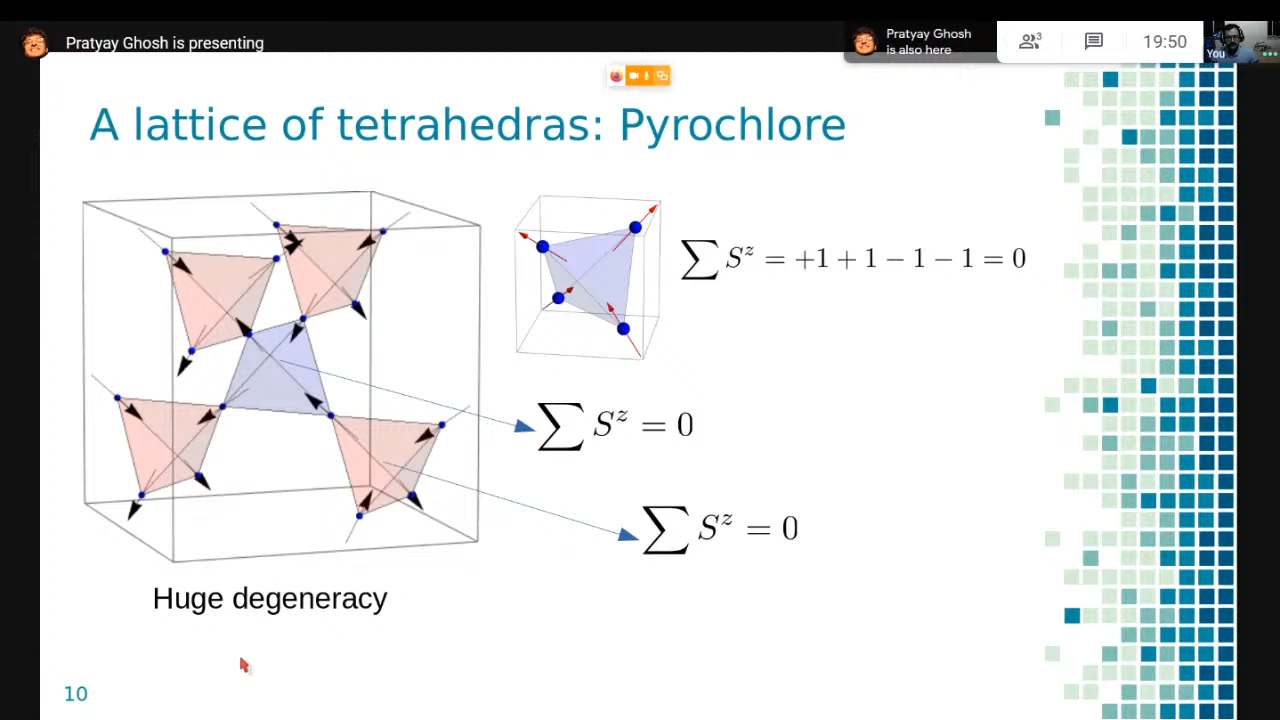 Pratyay Ghosh is presenting
Pratyay Ghosh
is also here
3
19:50
You
A lattice of tetrahedras: Pyrochlore
∑ S^z = +1 + 1 − 1 − 1 = 0
∑ S^z = 0
∑ S^z = 0
Huge degeneracy
10